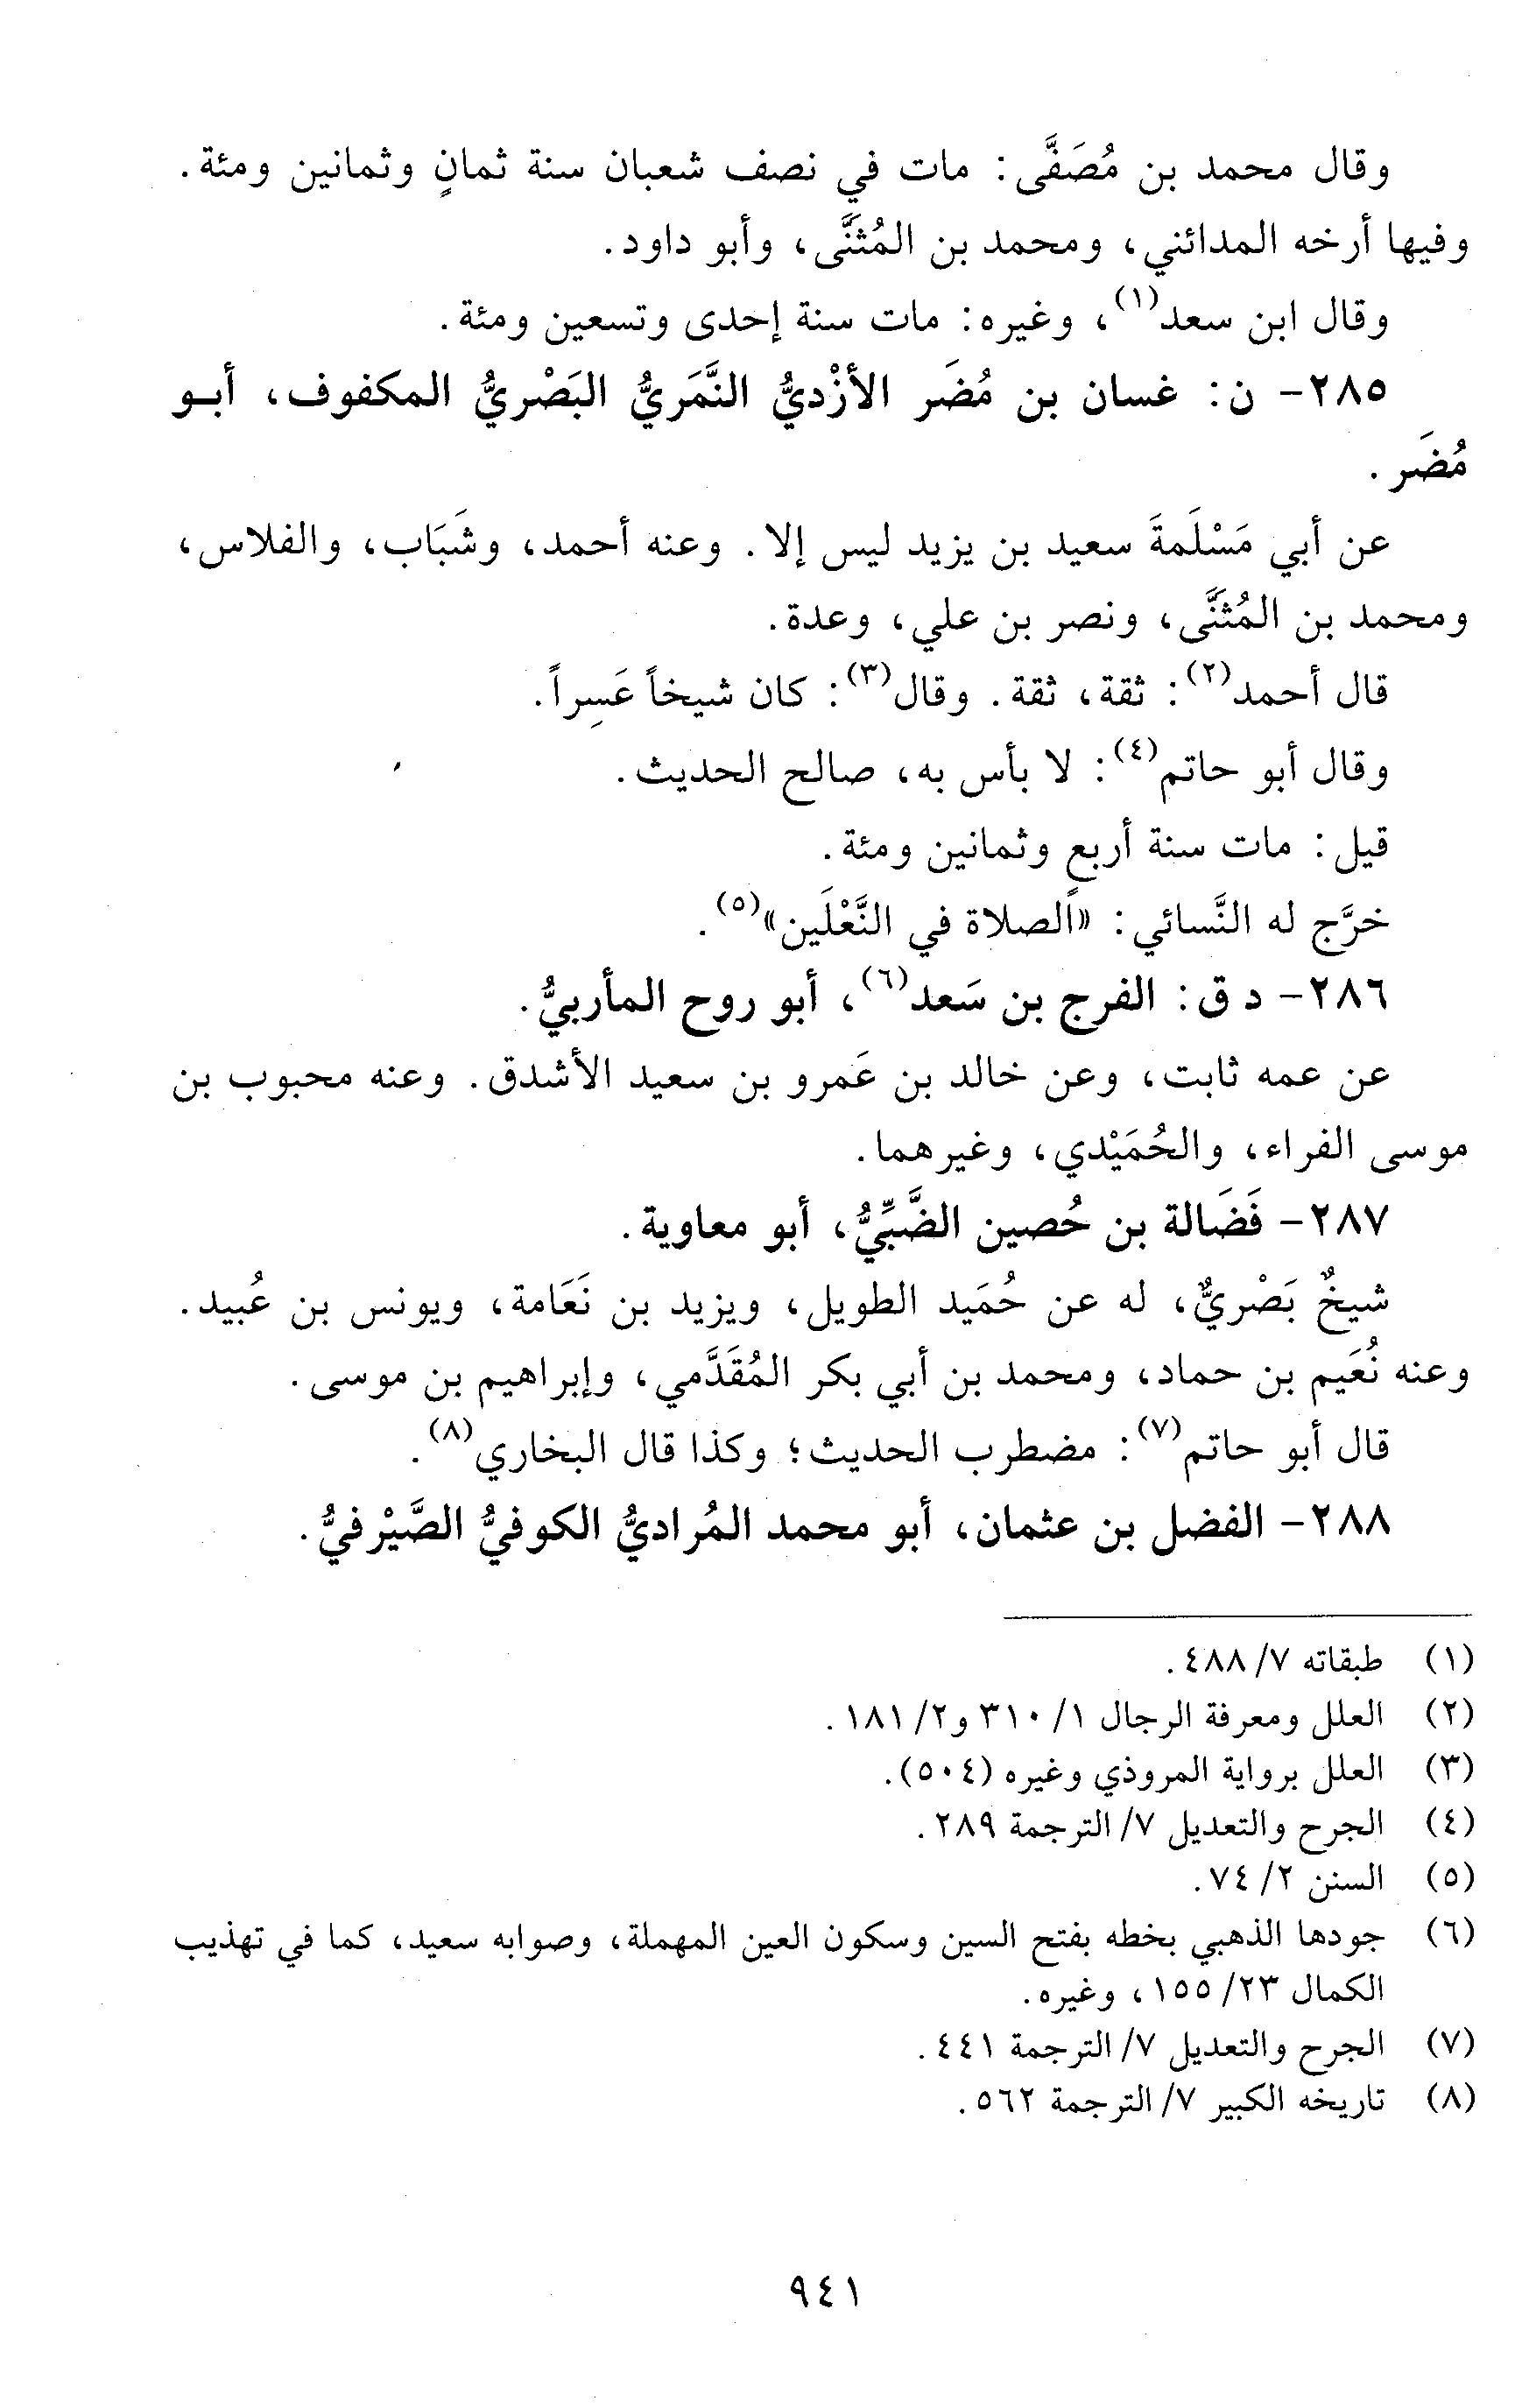 وقال محمد بن مُصَفَّى: مات في نصف شعبان سنة ثمانٍ وثمانين ومئة.
وفيها أرخه المدائني، ومحمد بن المُثنَّى، وأبو داود.
وقال ابن سعد(١)، وغيره: مات سنة إحدى وتسعين ومئة.
٢٨٥- ن: غسان بن مُضَر الأزْديُّ النَّمَريُّ البَصْريُّ المكفوف، أبـو
مُضَر.
عن أبي مَسْلَمةَ سعيد بن يزيد ليس إلا. وعنه أحمد، وشَبَاب، والفلاس،
ومحمد بن المُثنَّى، ونصر بن علي، وعدة.
قال أحمد(٢): ثقة، ثقة. وقال(٣): كان شيخاً عَسِراً.
وقال أبو حاتم(٤): لا بأس به، صالح الحديث.
قيل: مات سنة أربع وثمانين ومئة.
خرَّج له النَّسائي: «الصلاة في النَّعْلَين»(٥).
٢٨٦- د ق: الفرج بن سَعد(٦)، أبو روح المأربيُّ.
عن عمه ثابت، وعن خالد بن عَمرو بن سعيد الأشدق. وعنه محبوب بن
موسى الفراء، والحُمَيْدي، وغيرهما.
٢٨٧- فَضَالة بن حُصين الضَّبِّيُّ، أبو معاوية.
شيخٌ بَصْريٌّ، له عن حُمَيد الطويل، ويزيد بن نَعَامة، ويونس بن عُبيد.
وعنه نُعَيم بن حماد، ومحمد بن أبي بكر المُقَدَّمي، وإبراهيم بن موسى.
قال أبو حاتم(٧): مضطرب الحديث؛ وكذا قال البخاري(٨).
٢٨٨- الفضل بن عثمان، أبو محمد المُراديُّ الكوفيُّ الصَّيْرفيُّ.
(١) طبقاته ٧/ ٤٨٨.
(٢) العلل ومعرفة الرجال ١/ ٣١٠ و٢/ ١٨١.
(٣) العلل برواية المروذي وغيره (٥٠٤).
(٤) الجرح والتعديل ٧/ الترجمة ٢٨٩.
(٥) السنن ٢/ ٧٤.
(٦) جودها الذهبي بخطه بفتح السين وسكون العين المهملة، وصوابه سعيد، كما في تهذيب
الكمال ٢٣/ ١٥٥، وغيره.
(٧) الجرح والتعديل ٧/ الترجمة ٤٤١.
(٨) تاريخه الكبير ٧/ الترجمة ٥٦٢.
٩٤١